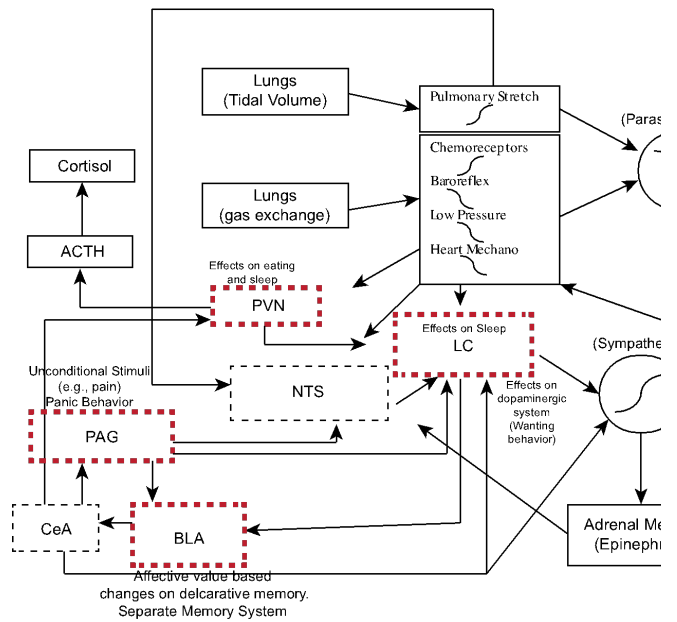 Lungs
(Tidal Volume)
Pulmonary Stretch
(Paras
Chemoreceptors
Baroreflex
Low Pressure
Heart Mechano
Cortisol
Lungs
(gas exchange)
ACTH
Effects on eating
and sleep
PVN
Effects on Sleep
LC
(Sympathe
Unconditional Stimuli
(e.g., pain)
Panic Behavior
NTS
Effects on
dopaminergic
system
(Wanting
behavior)
PAG
CeA
BLA
Adrenal Me
(Epinephr
Affective value based
changes on delcarative memory.
Separate Memory System